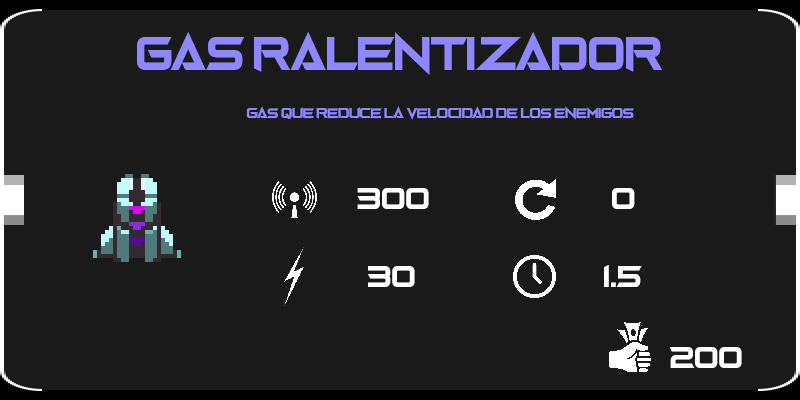 GAS RALENTIZADOR
GAS QUE REDUCE LA VELOCIDAD DE LOS ENEMIGOS
300 0
30 1.5
200